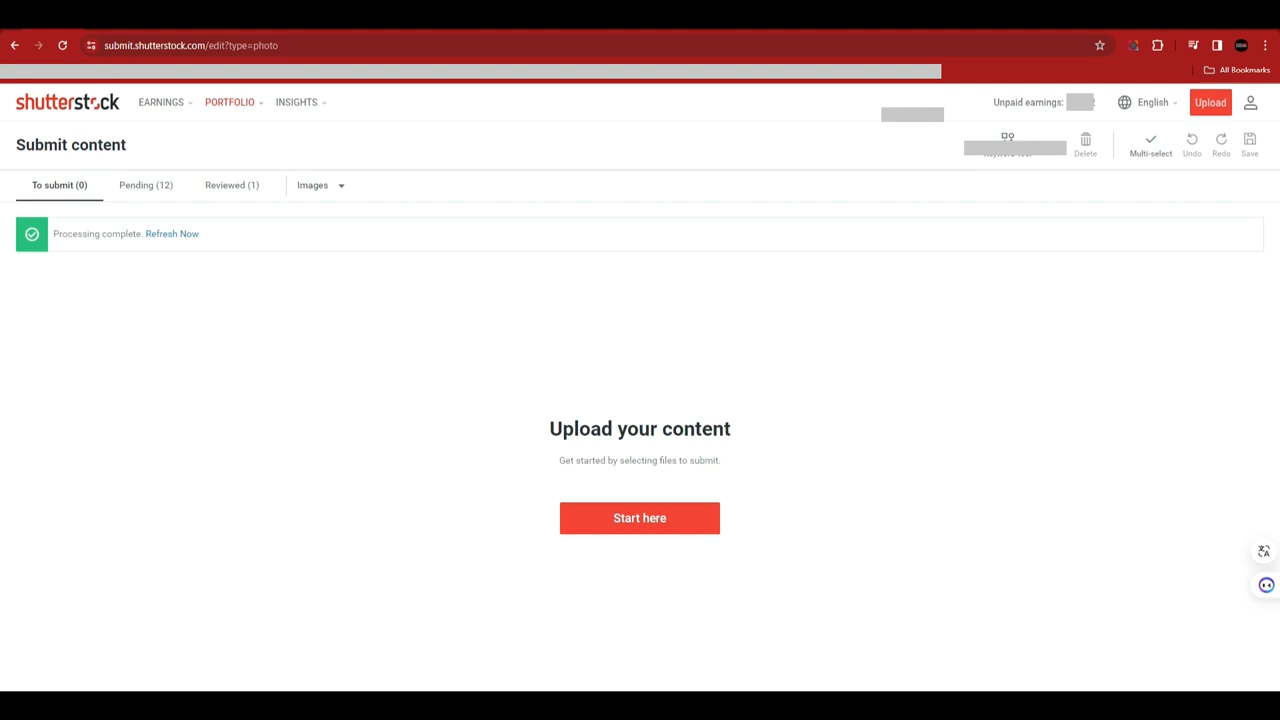 submit.shutterstock.com/edit?type=photo
All Bookmarks
shutterstock EARNINGS PORTFOLIO INSIGHTS Unpaid earnings: English Upload
Submit content Delete Multi-select Undo Redo Save
To submit (0) Pending (12) Reviewed (1) Images
Processing complete. Refresh Now
Upload your content
Get started by selecting files to submit.
Start here